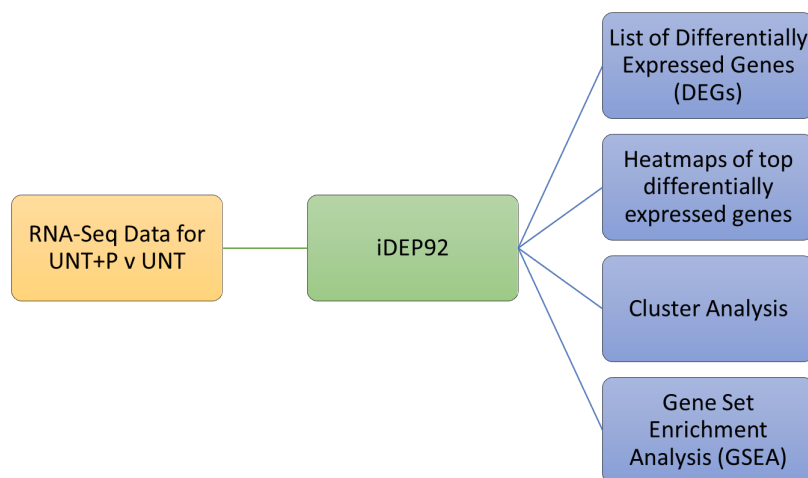 RNA-Seq Data for
UNT+P v UNT
iDEP92
List of Differentially
Expressed Genes
(DEGs)
Heatmaps of top
differentially
expressed genes
Cluster Analysis
Gene Set
Enrichment
Analysis (GSEA)